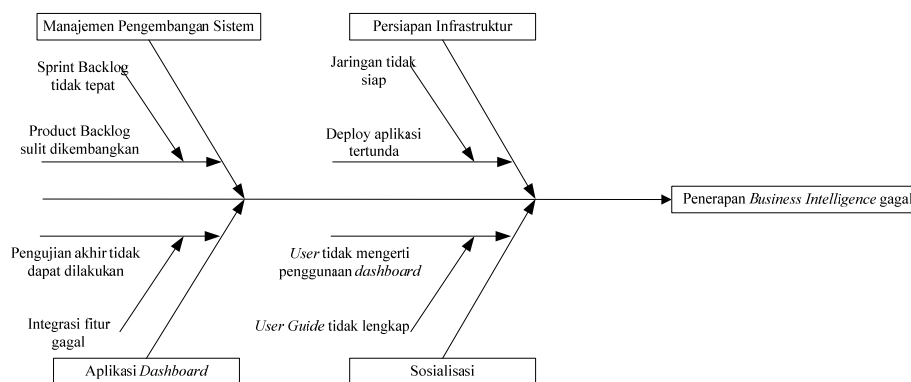 Manajemen Pengembangan Sistem
Persiapan Infrastruktur
Sprint Backlog
tidak tepat
Jaringan tidak
siap
Product Backlog
sulit dikembangkan
Deploy aplikasi
tertunda
Penerapan Business Intelligence gagal
Pengujian akhir tidak
dapat dilakukan
User tidak mengerti
penggunaan dashboard
Integrasi fitur
gagal
User Guide tidak lengkap
Aplikasi Dashboard
Sosialisasi